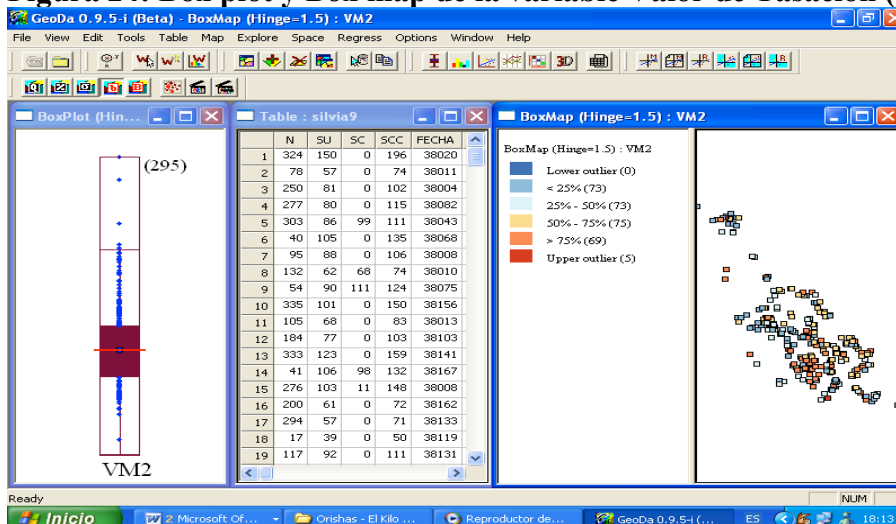 Figura 24. Box plot y Box map de la variable Valor de Tasación (
GeoDa 0.9.5-i (Beta) - BoxMap (Hinge=1.5) : VM2
File View Edit Tools Table Map Explore Space Regress Options Window Help
3D
BoxPlot (Hin...
(295)
VM2
Table : silvia9
N SU SC SCC FECHA
1 324 150 0 196 38020
2 78 57 0 74 38011
3 250 81 0 102 38004
4 277 80 0 115 38082
5 303 86 99 111 38043
6 40 105 0 135 38068
7 95 88 0 106 38008
8 132 62 68 74 38010
9 54 90 111 124 38075
10 335 101 0 150 38156
11 105 68 0 83 38013
12 184 77 0 103 38103
13 333 123 0 159 38141
14 41 106 98 132 38167
15 276 103 11 148 38008
16 200 61 0 72 38162
17 294 57 0 71 38133
18 17 39 0 50 38119
19 117 92 0 111 38131
BoxMap (Hinge=1.5) : VM2
BoxMap (Hinge=1.5) : VM2
Lower outlier (0)
< 25% (73)
25% - 50% (73)
50% - 75% (75)
> 75% (69)
Upper outlier (5)
Ready
NUM
Inicio
2 Microsoft Of...
Orishas - El Kilo ...
Reproductor de...
GeoDa 0.9.5-i (...
ES
18:15